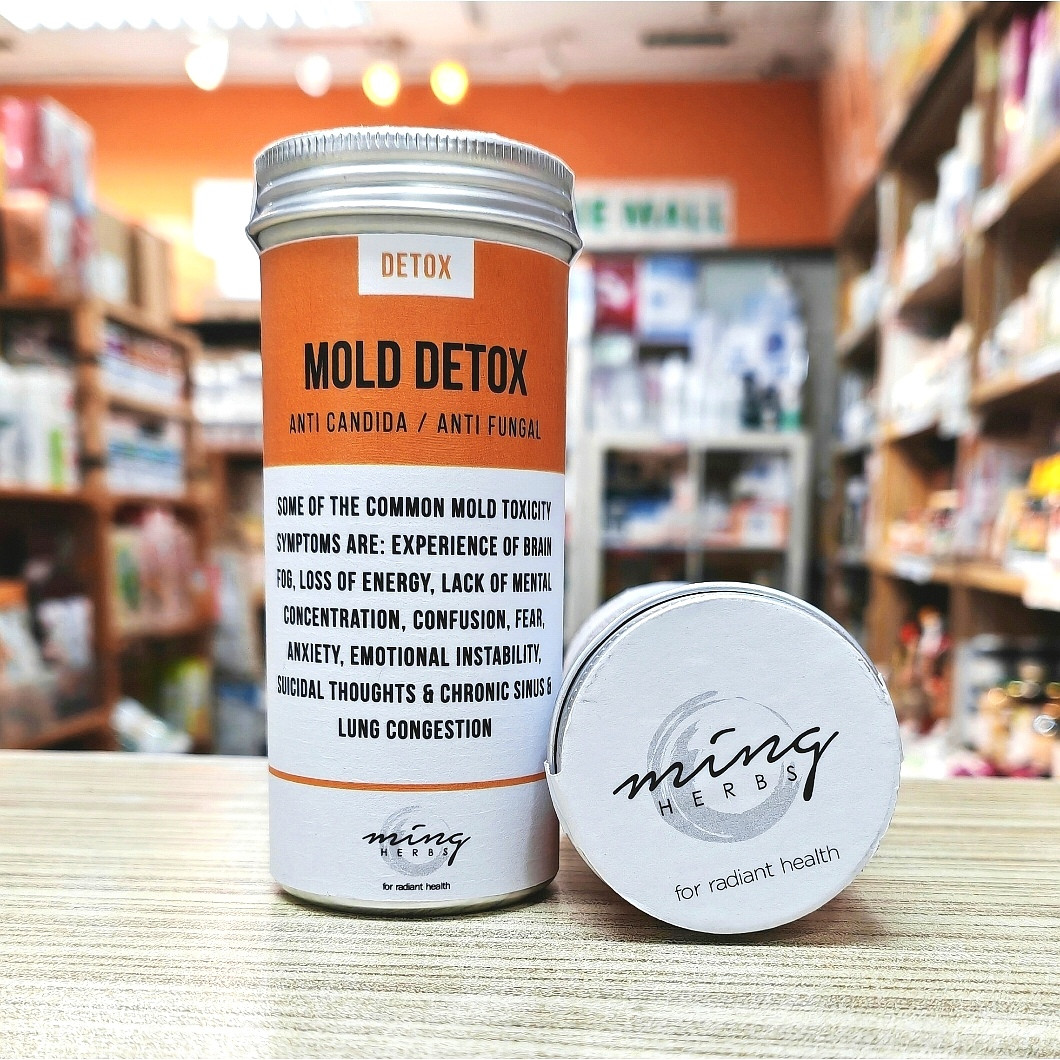 DETOX
MOLD DETOX
ANTI CANDIDA / ANTI FUNGAL
SOME OF THE COMMON MOLD TOXICITY
SYMPTOMS ARE: EXPERIENCE OF BRAIN
FOG, LOSS OF ENERGY, LACK OF MENTAL
CONCENTRATION, CONFUSION, FEAR,
ANXIETY, EMOTIONAL INSTABILITY,
SUICIDAL THOUGHTS & CHRONIC SINUS &
LUNG CONGESTION
ming
HERBS
for radiant health
ming
HERBS
for radiant health
WALL